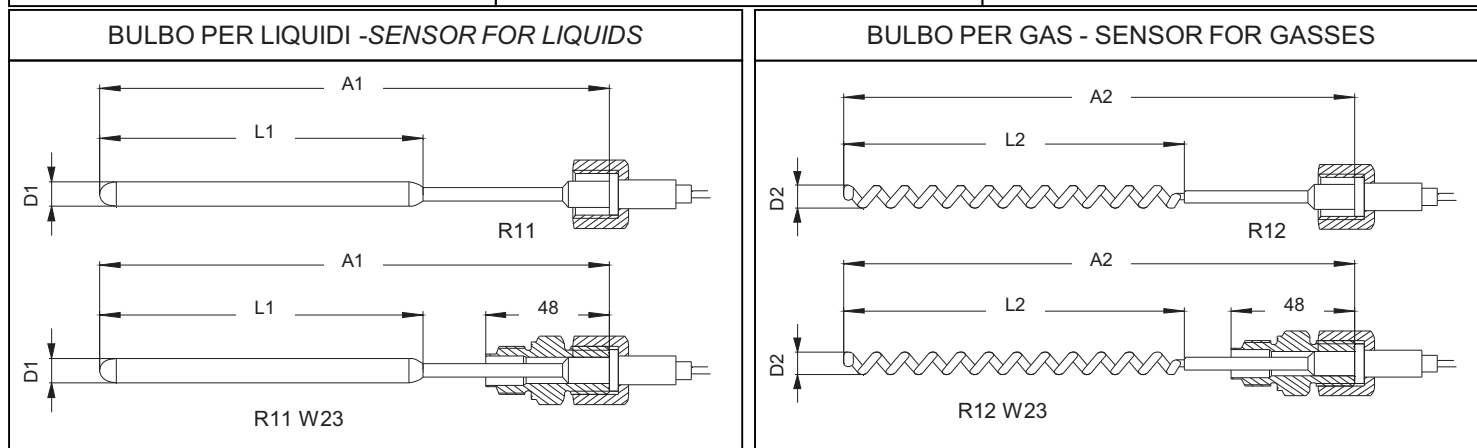 BULBO PER LIQUIDI -SENSOR FOR LIQUIDS
A1
L1
D1
R11
A1
L1
48
D1
R11 W23
BULBO PER GAS - SENSOR FOR GASSES
A2
L2
D2
R12
A2
L2
48
D2
R12 W23